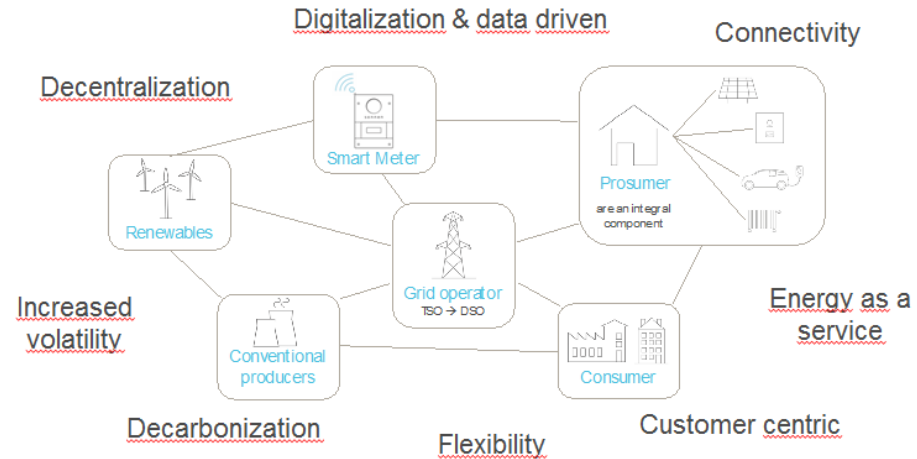 Digitalization & data driven
Connectivity
Decentralization
Smart Meter
Prosumer
are an integral
component
Renewables
Grid operator
TSO → DSO
Increased
volatility
Energy as a
service
Conventional
producers
Consumer
Decarbonization
Flexibility
Customer centric